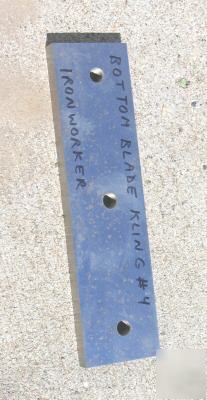 BOTTOM BLADE KLING #4
IRONWORKER